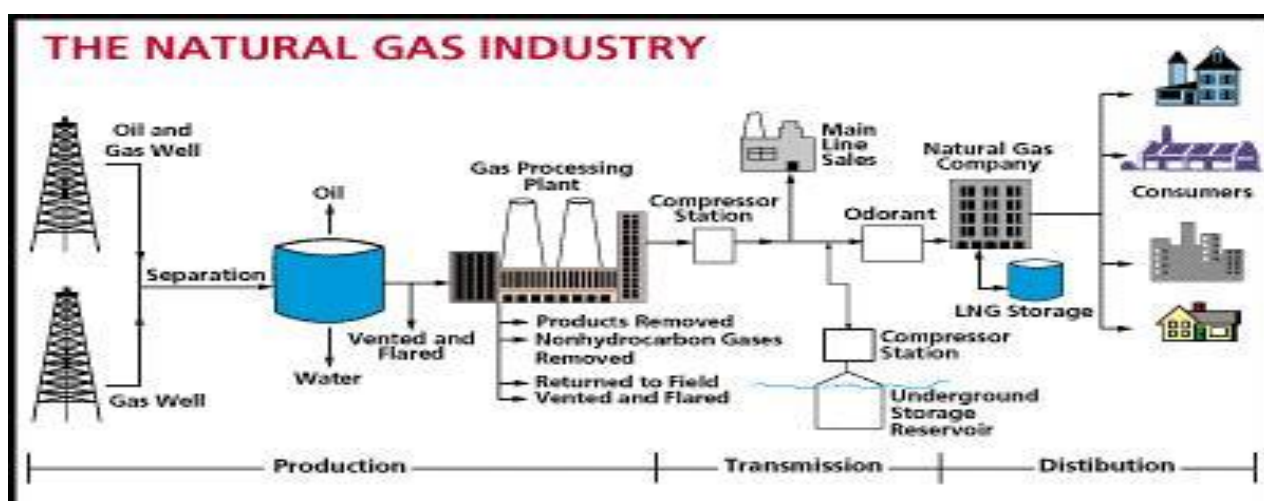 THE NATURAL GAS INDUSTRY
Oil and
Gas Well
Gas Well
Separation
Oil
Water
Vented and
Flared
Gas Processing
Plant
Products Removed
Nonhydrocarbon Gases
Removed
Returned to Field
Vented and Flared
Compressor
Station
Main
Line
Sales
Compressor
Station
Underground
Storage
Reservoir
Odorant
Natural Gas
Company
LNG Storage
Consumers
Production
Transmission
Distibution